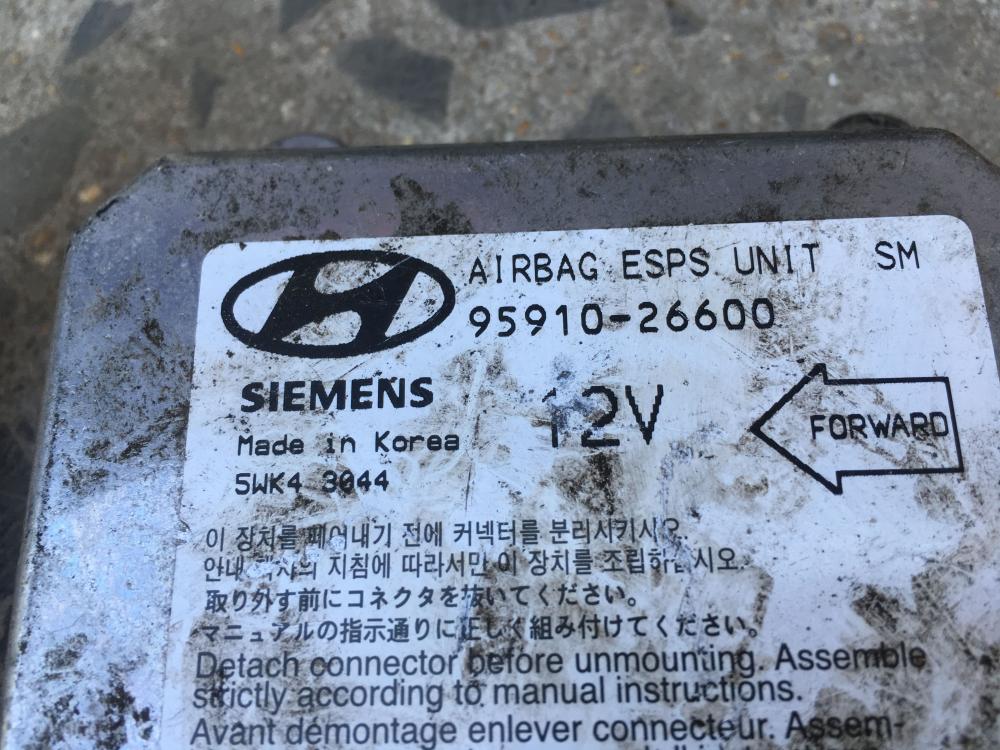 AIRBAG ESPS UNIT SM
95910-26600
SIEMENS
12V
FORWARD
Made in Korea
5WK4 3044
이 장치를 떼어내기 전에 커넥터를 분리시키시오.
안내 의 지침에 따라서만 이 장치를 조립하십시오.
取り外す前にコネクタを抜いてください。
マニュアルの指示通りに正しく組み付けてください。
Detach connector before unmounting. Assemble
strictly according to manual instructions.
Avant démontage enlever connecteur. Assem-